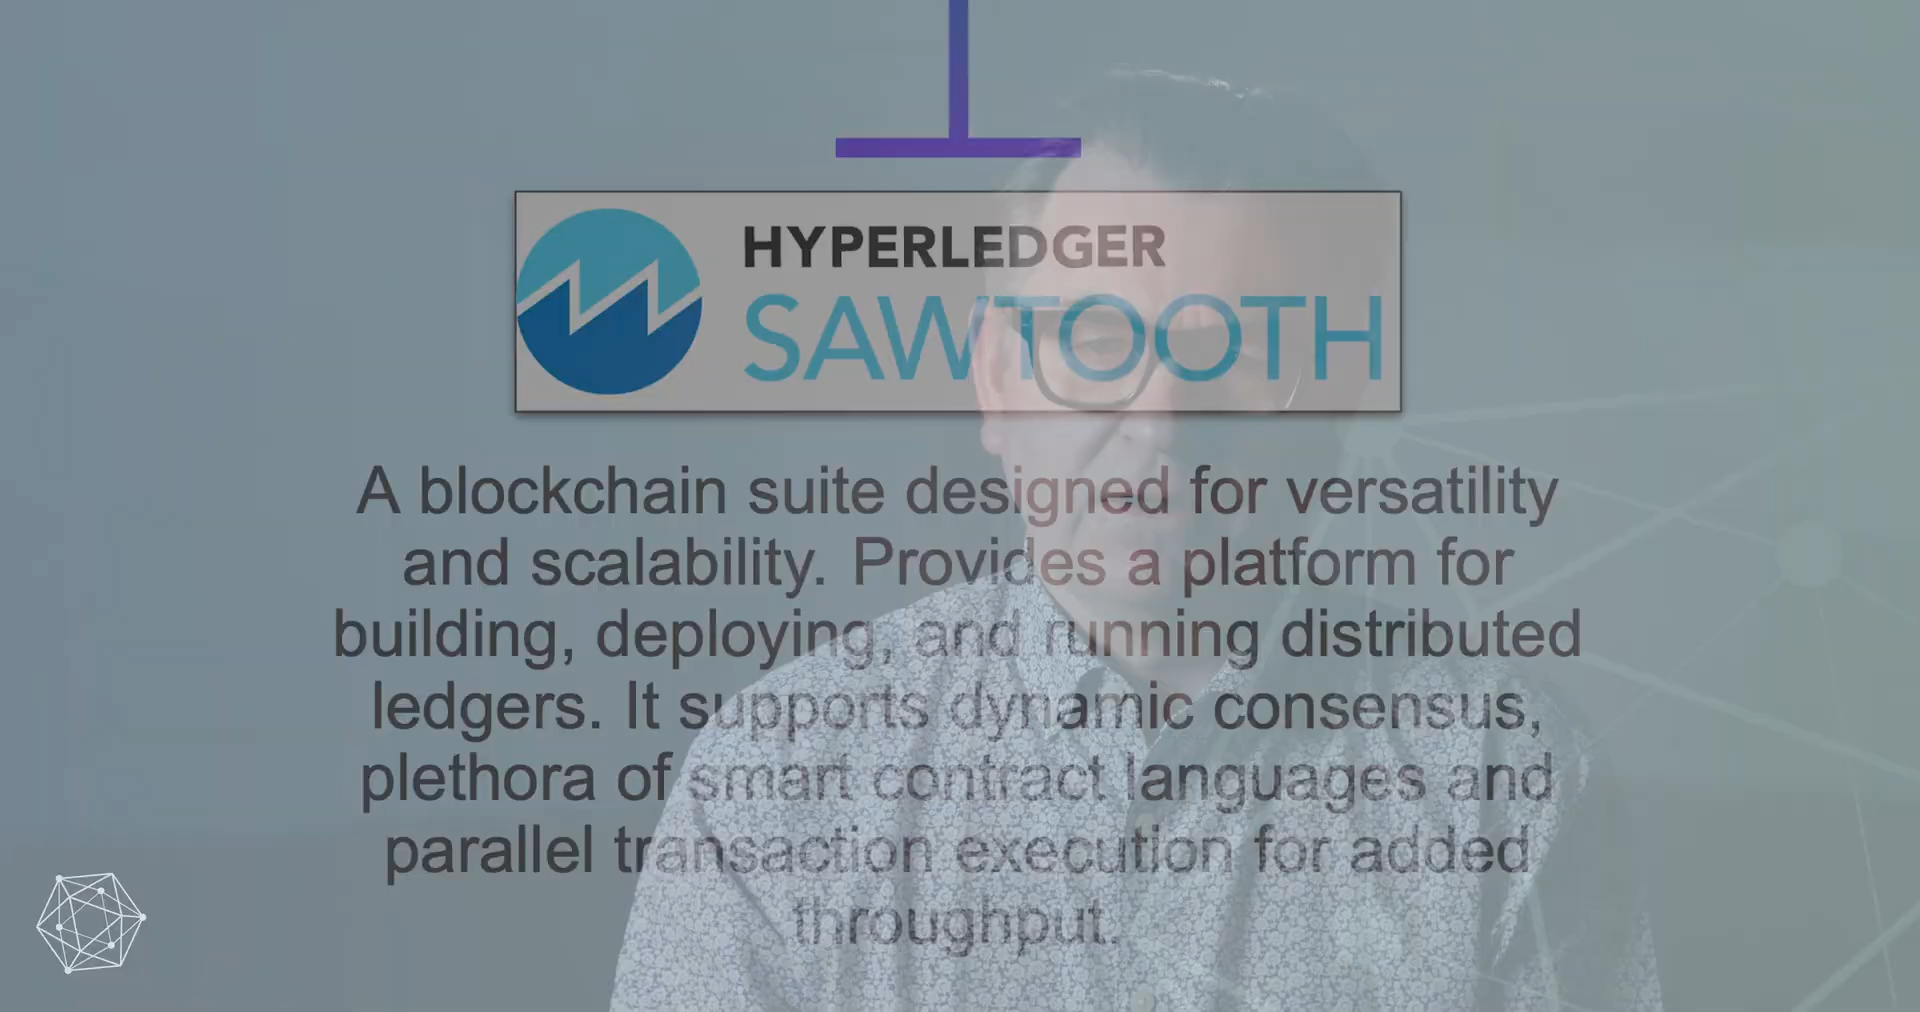 HYPERLEDGER
SAWTOOTH
A blockchain suite designed for versatility
and scalability. Provides a platform for
building, deploying, and running distributed
ledgers. It supports dynamic consensus,
plethora of smart contract languages and
parallel transaction execution for added
throughput.